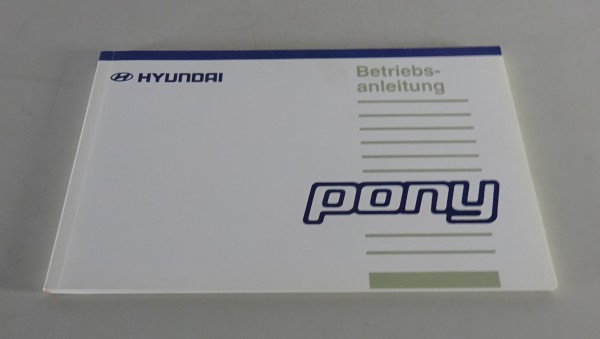 HYUNDAI
Betriebs-
anleitung
pony